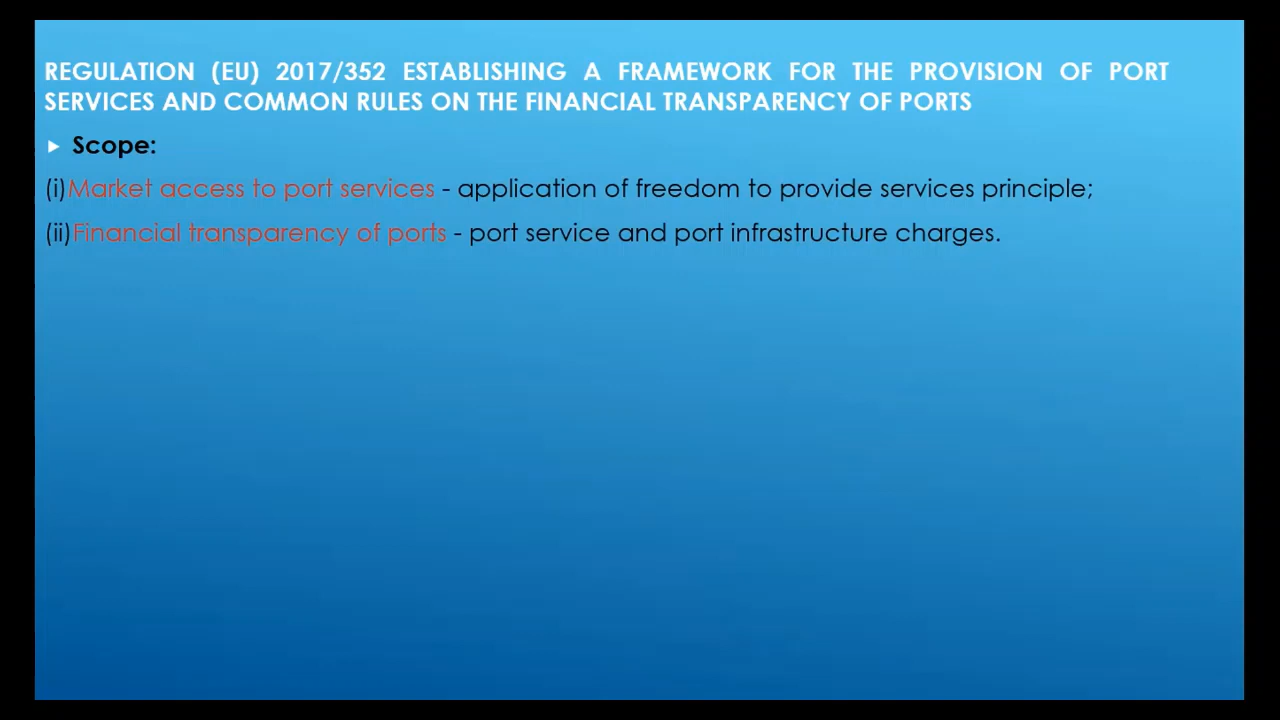 REGULATION (EU) 2017/352 ESTABLISHING A FRAMEWORK FOR THE PROVISION OF PORT
SERVICES AND COMMON RULES ON THE FINANCIAL TRANSPARENCY OF PORTS
Scope:
(i)Market access to port services - application of freedom to provide services principle;
(ii)Financial transparency of ports - port service and port infrastructure charges.